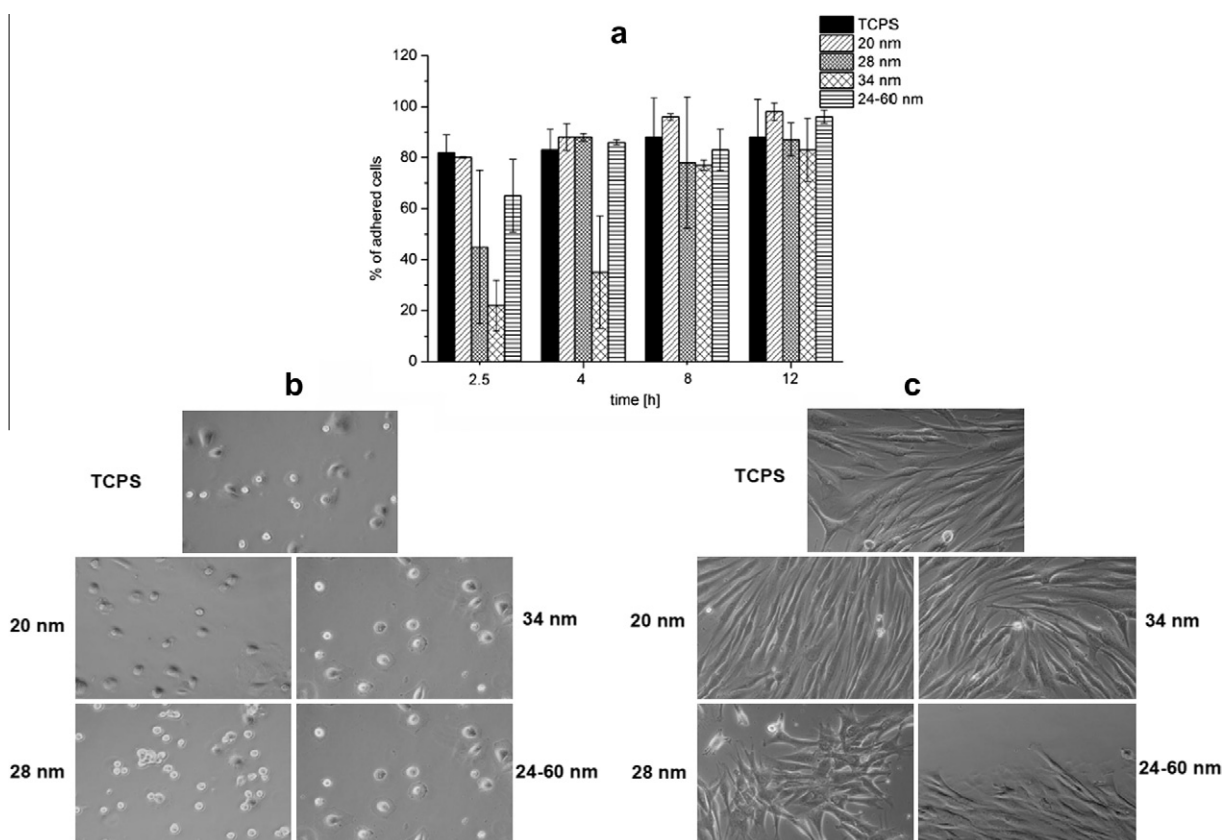 a
TCPS
20 nm
28 nm
34 nm
24-60 nm
120
100
80
60
40
20
0
% of adhered cells
2.5 4 8 12
time [h]
b
TCPS
20 nm
34 nm
28 nm
24-60 nm
c
TCPS
20 nm
34 nm
28 nm
24-60 nm